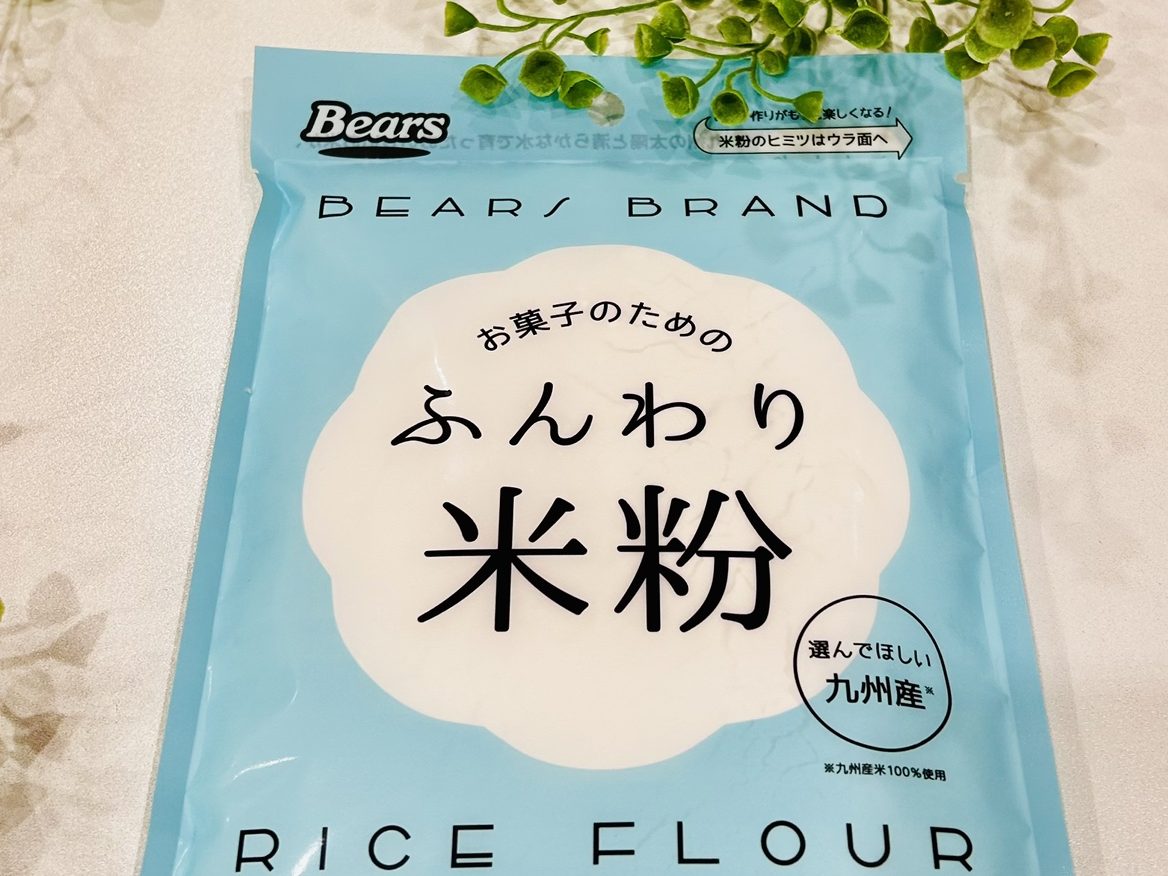 Bears
作りがも 楽しくなる!
米粉のヒミツはウラ面へ
BEARS BRAND
お菓子のための
ふんわり
米粉
選んでほしい
九州産※
※九州産米100%使用
RICE FLOUR